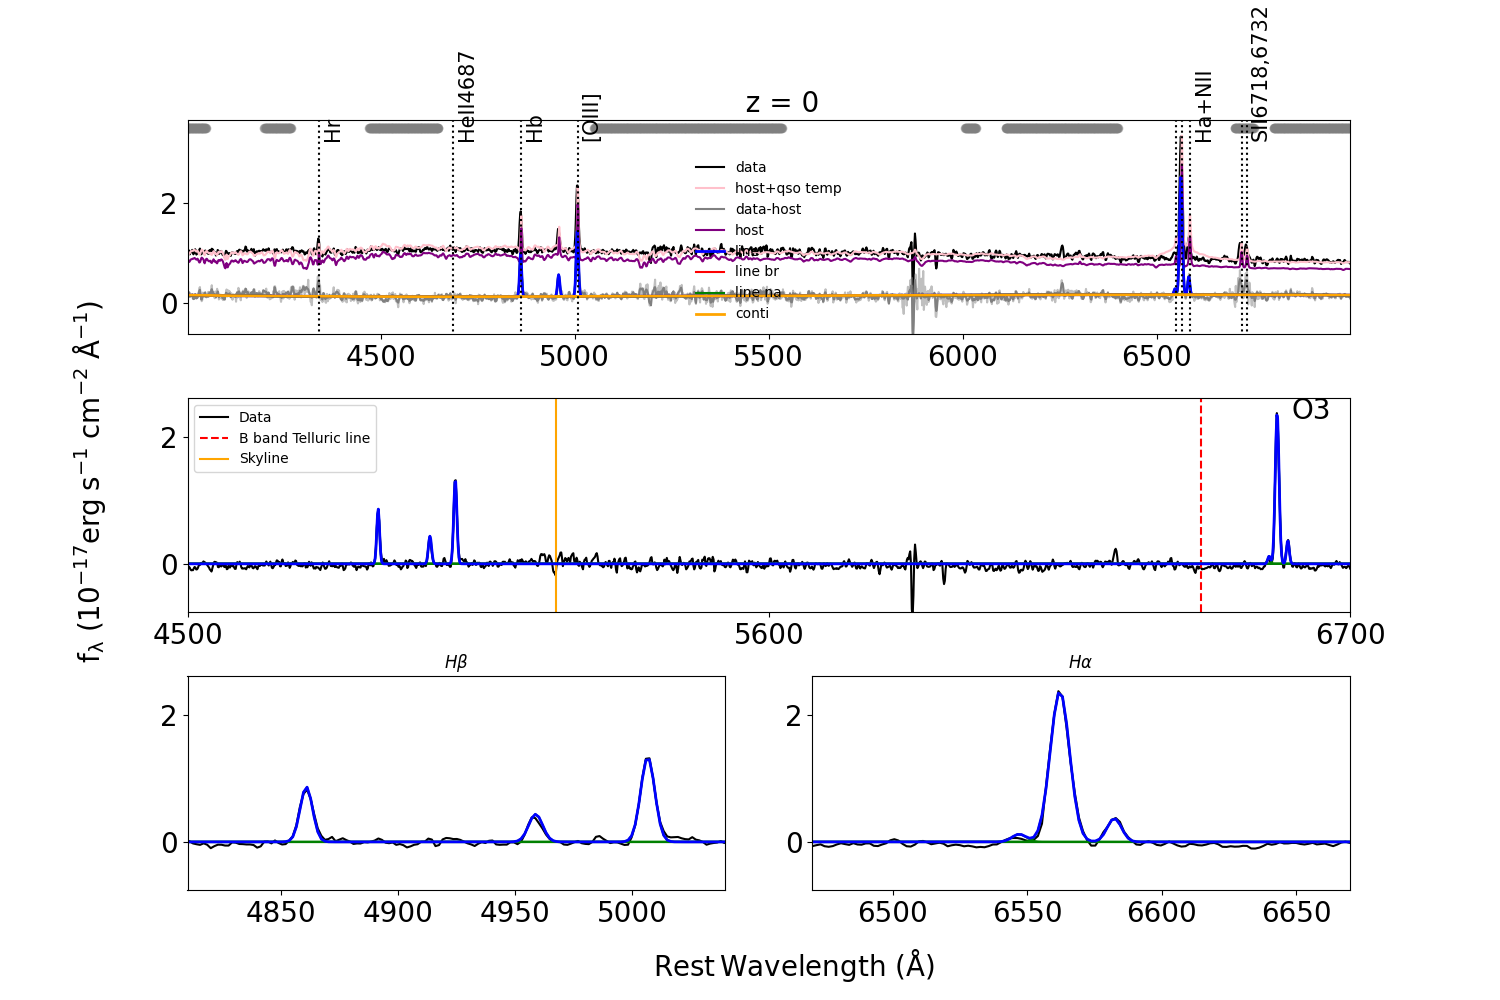 z = 0
Hr
HeII4687
Hb
[OIII]
Ha+NII
SII6718,6732
data
host+qso temp
data-host
host
line
line br
line na
conti
2
0
4500 5000 5500 6000 6500
Data
B band Telluric line
Skyline
O3
2
0
4500 5600 6700
fλ (10⁻¹⁷erg s⁻¹ cm⁻² Å⁻¹)
Hβ
2
0
4850 4900 4950 5000
Hα
2
0
6500 6550 6600 6650
Rest Wavelength (Å)